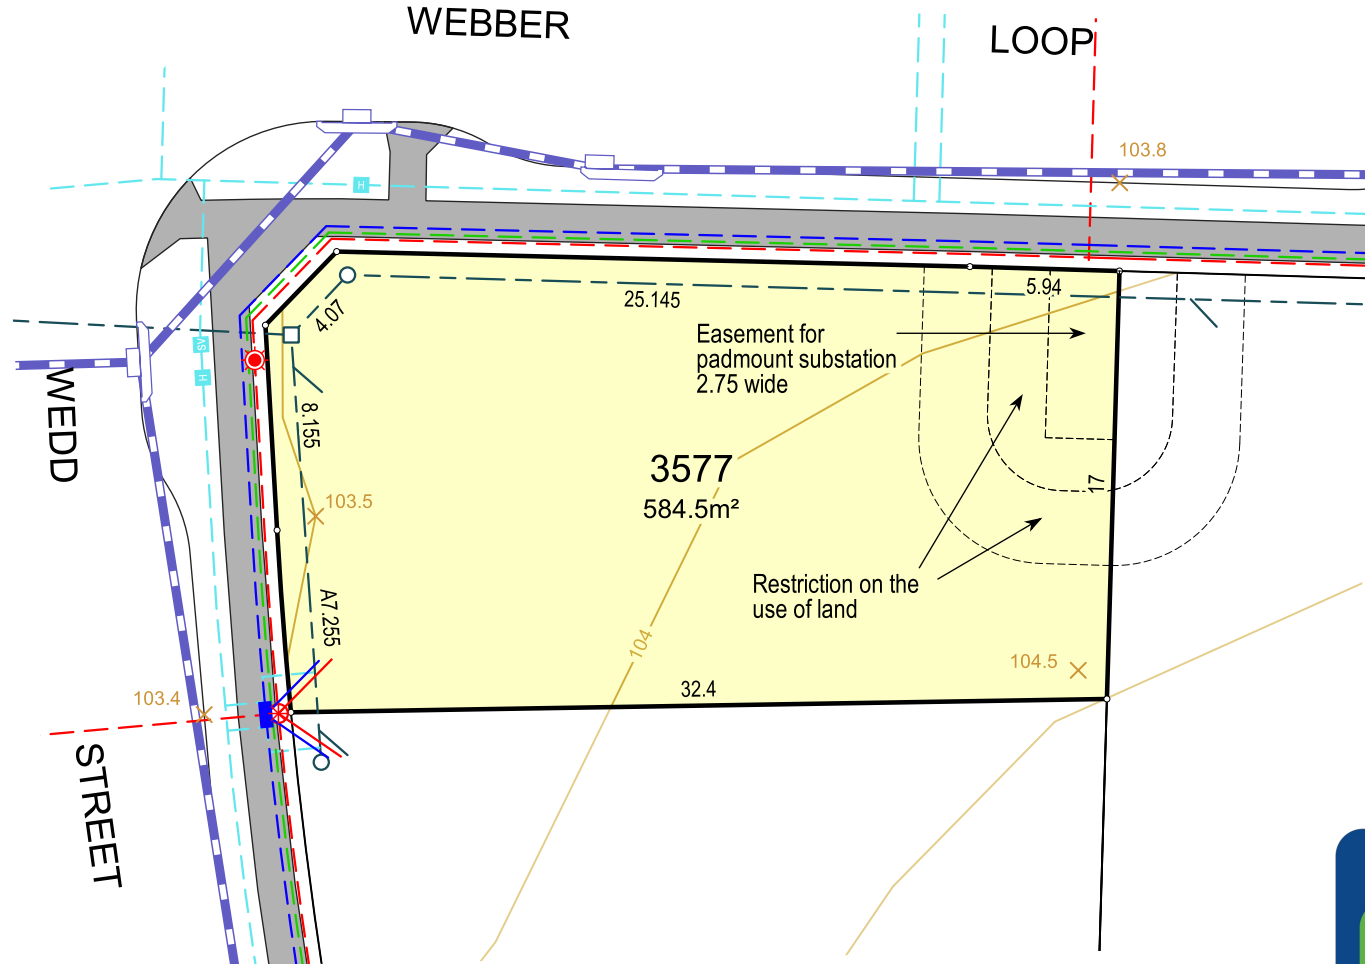 WEBBER
LOOP
103.8
H
5.94
25.145
4.07
Easement for
padmount substation
2.75 wide
SV
H
WEDD
8.155
3577
584.5m²
103.5
17
Restriction on the
use of land
A7.255
104
104.5
32.4
103.4
STREET